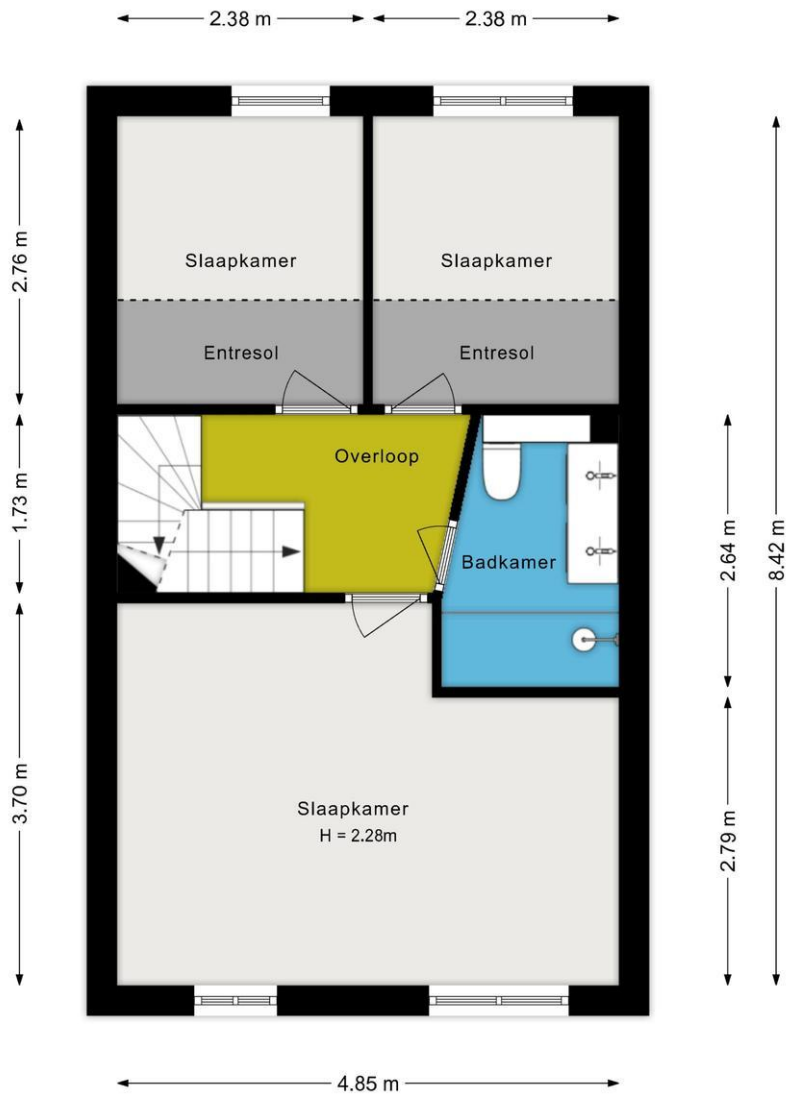 2.38 m
2.38 m
2.76 m
Slaapkamer
Slaapkamer
Entresol
Entresol
1.73 m
Overloop
2.64 m
8.42 m
Badkamer
3.70 m
Slaapkamer
H = 2.28m
2.79 m
4.85 m